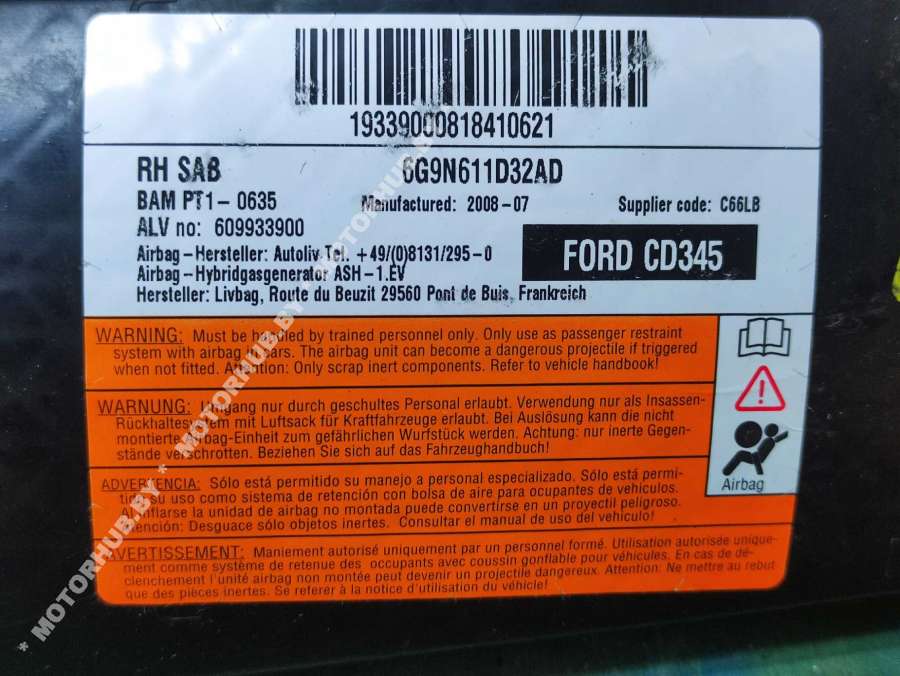 19339000818410621
RH SAB
6G9N611D32AD
BAM PT1-0635
Manufactured: 2008-07
Supplier code: C66LB
ALV no: 609933900
FORD CD345
Airbag-Hersteller: Autoliv Tel. +49/(0)8131/295-0
Airbag-Hybridgasgenerator ASH-1.EV
Hersteller: Livbag, Route du Beuzit 29560 Pont de Buis, Frankreich
WARNING: Must be handled by trained personnel only. Only use as passenger restraint
system with airbag in cars. The airbag unit can become a dangerous projectile if triggered
when not fitted. Attention: Only scrap inert components. Refer to vehicle handbook!
WARNUNG: Umgang nur durch geschultes Personal erlaubt. Verwendung nur als Insassen-
Rückhaltesystem mit Luftsack für Kraftfahrzeuge erlaubt. Bei Auslösung kann die nicht
montierte Airbag-Einheit zum gefährlichen Wurfstück werden. Achtung: nur inerte Gegen-
stände verschrotten. Beziehen Sie sich auf das Fahrzeughandbuch!
Airbag
ADVERTENCIA: Sólo está permitido su manejo a personal especializado. Sólo está permi-
tido su uso como sistema de retención con bolsa de aire para ocupantes de vehículos.
Al inflarse la unidad de airbag no montada puede convertirse en un proyectil peligroso.
Atención: Desguace sólo objetos inertes. Consultar el manual de uso del vehículo!
AVERTISSEMENT: Maniement autorisé uniquement par un personnel formé. Utilisation autorisée unique-
ment comme système de retenue des occupants avec coussin gonflable pour véhicules. En cas de dé-
clenchement l'unité airbag non montée peut devenir un projectile dangereux. Attention: Ne mettre au rebut
que des pièces inertes. Se referer à la notice d'utilisation du véhicule!
* MOTORHUB.BY * MOTORHUB.BY * MOTORHUB.BY * MOTORHUB.BY *